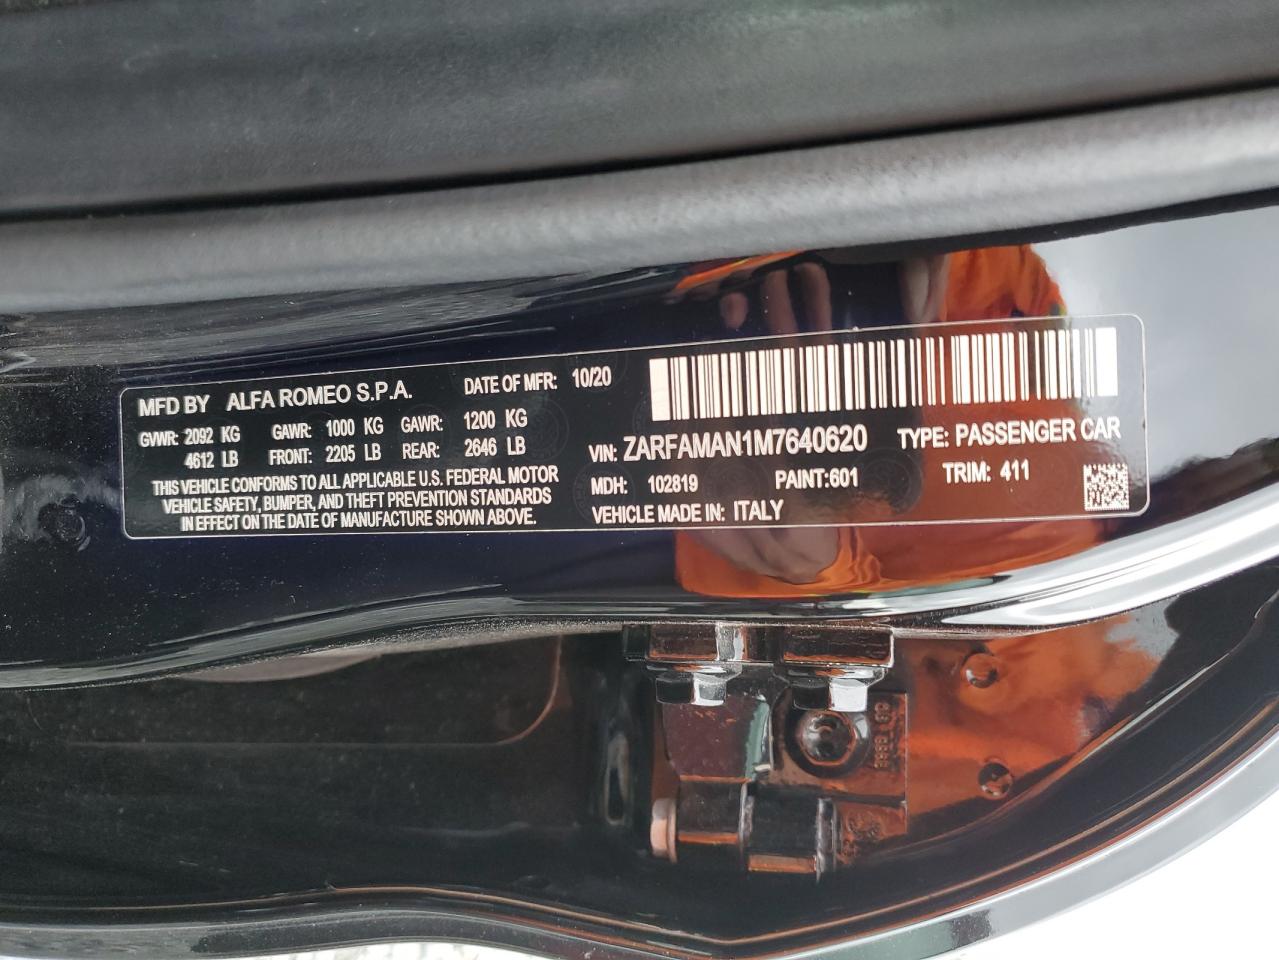 MFD BY ALFA ROMEO S.P.A. DATE OF MFR: 10/20
GVWR: 2092 KG GAWR: 1000 KG GAWR: 1200 KG
4612 LB FRONT: 2205 LB REAR: 2646 LB
THIS VEHICLE CONFORMS TO ALL APPLICABLE U.S. FEDERAL MOTOR
VEHICLE SAFETY, BUMPER, AND THEFT PREVENTION STANDARDS
IN EFFECT ON THE DATE OF MANUFACTURE SHOWN ABOVE.
VIN: ZARFAMAN1M7640620 TYPE: PASSENGER CAR
MDH: 102819 PAINT:601 TRIM: 411
VEHICLE MADE IN: ITALY